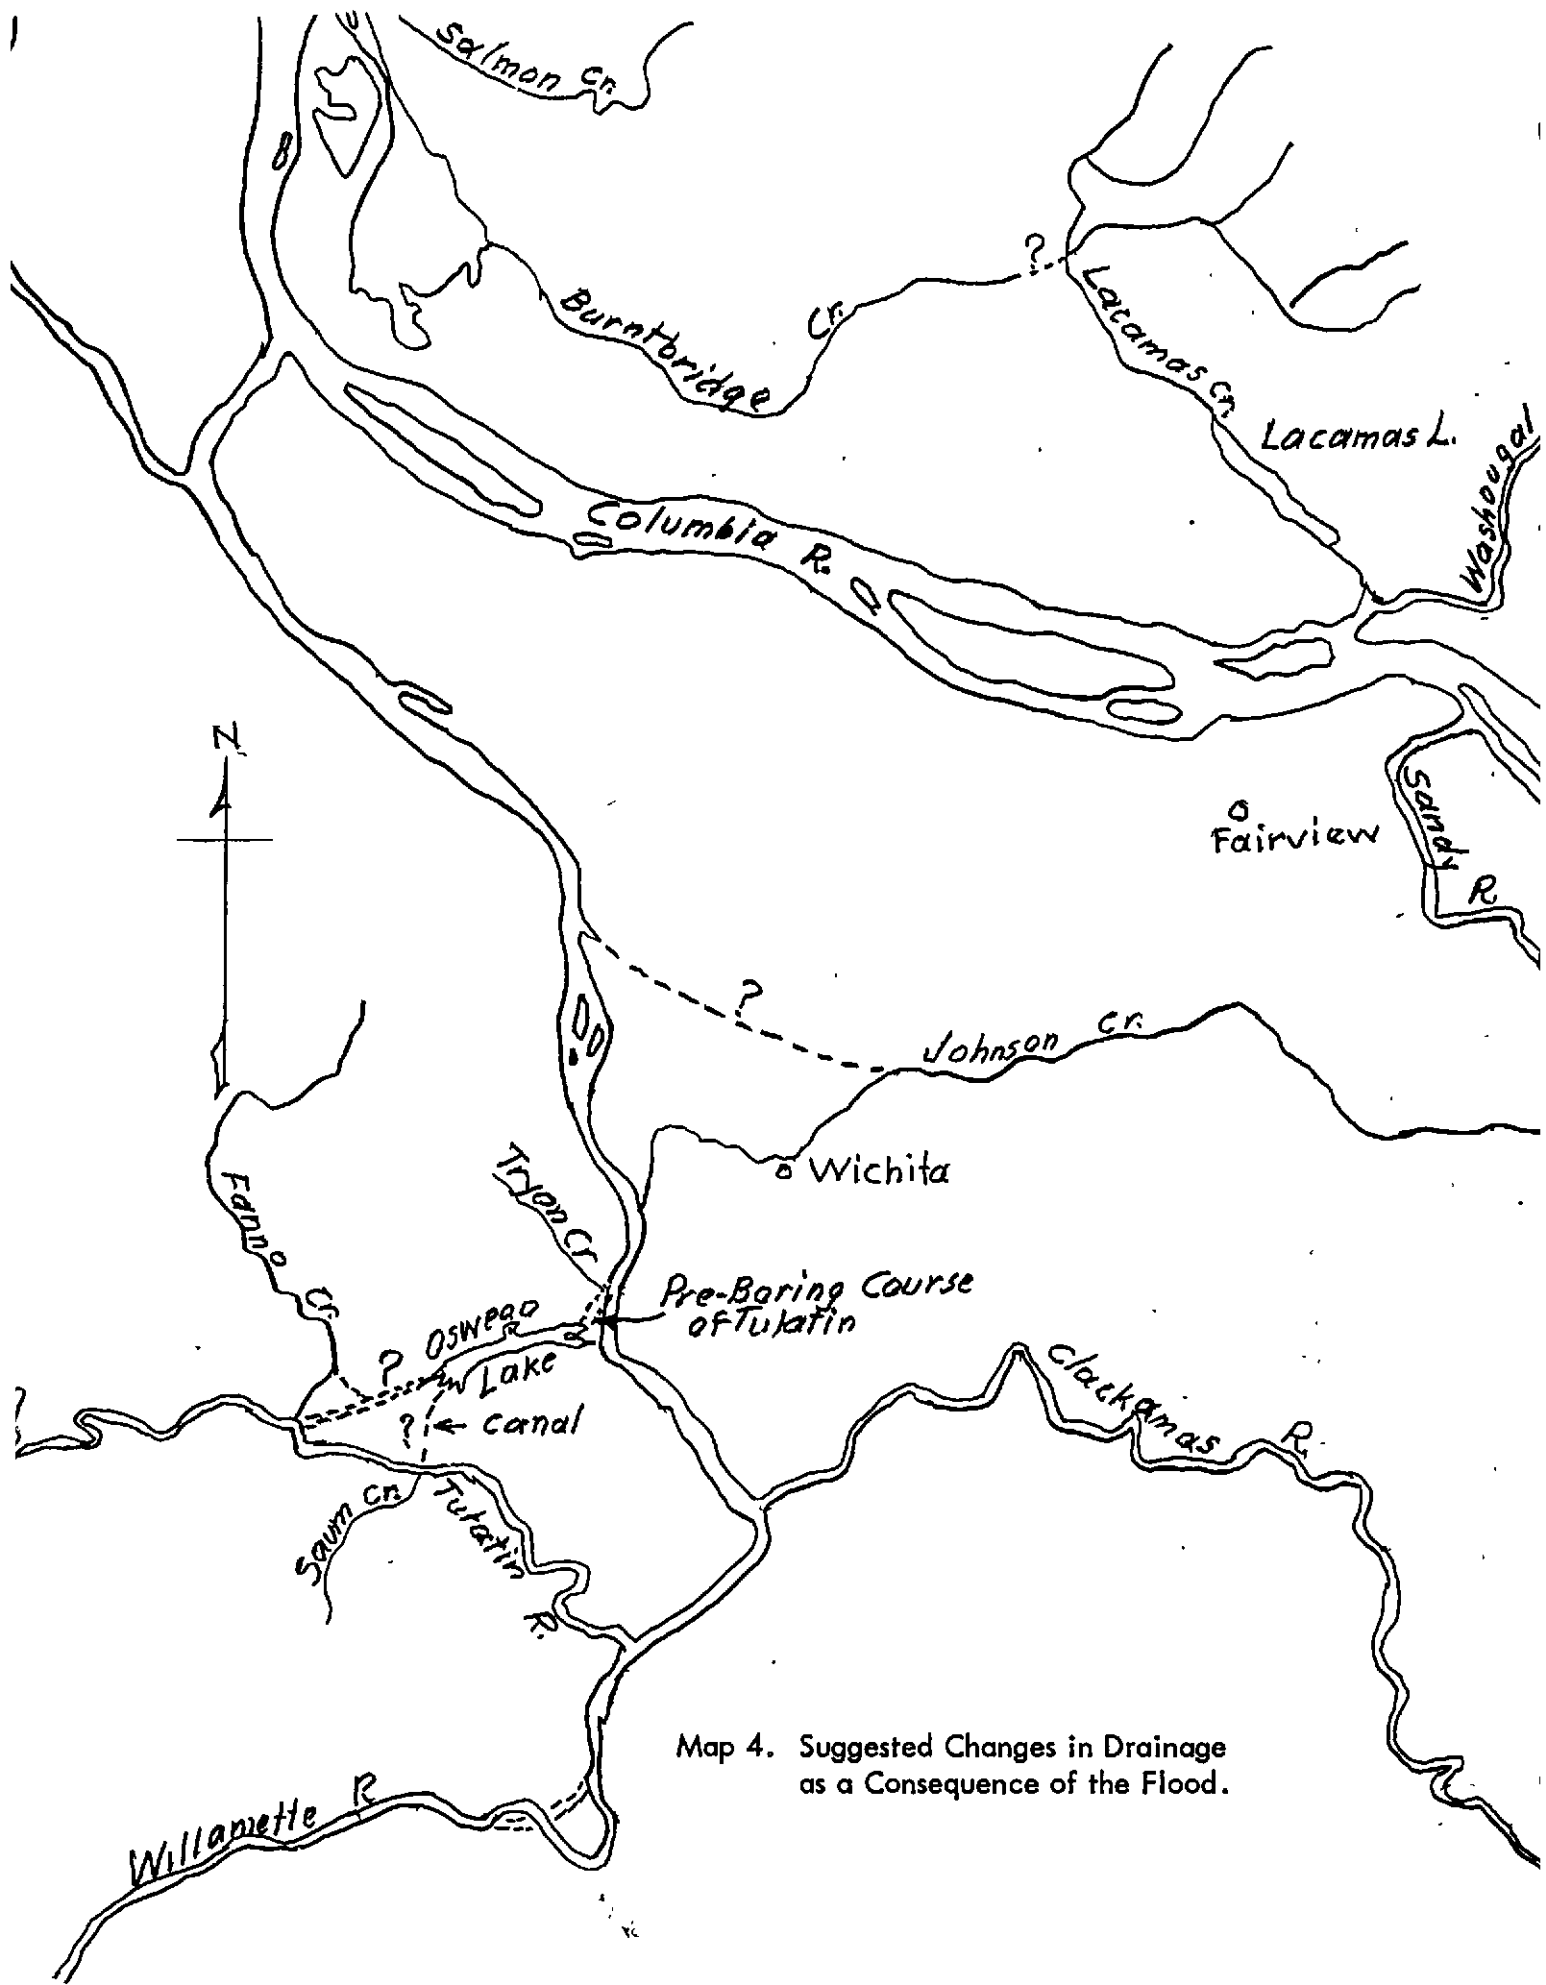 Salmon Cr.
?
Burntbridge Cr.
Lacamas Cr.
Lacamas L.
Washougal
Columbia R.
N
Sandy R
Fairview
?
Johnson Cr.
Tryon Cr
Wichita
Fanno Cr.
Pre-Boring Course
of Tulatin
Oswego
Lake
?
?
canal
?
Clackamas R.
Saum Cr.
Tulatin R.
Map 4. Suggested Changes in Drainage
as a Consequence of the Flood.
Willamette R